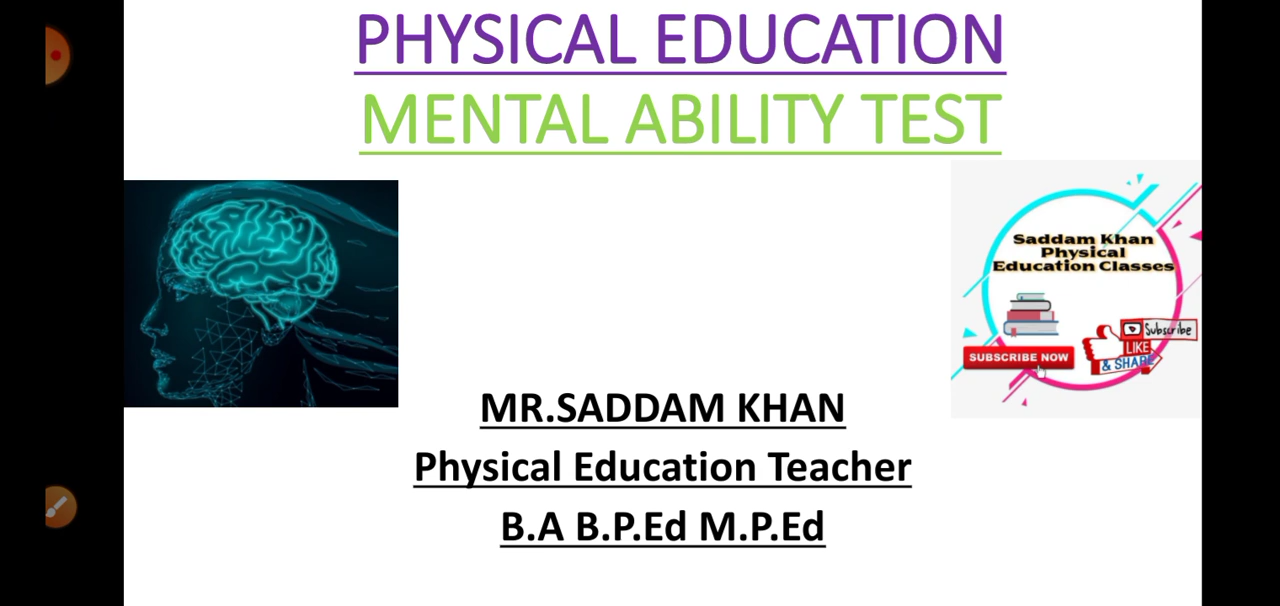 PHYSICAL EDUCATION
MENTAL ABILITY TEST
Saddam Khan
Physical
Education Classes
Subscribe
SUBSCRIBE NOW
LIKE
& SHARE
MR.SADDAM KHAN
Physical Education Teacher
B.A B.P.Ed M.P.Ed